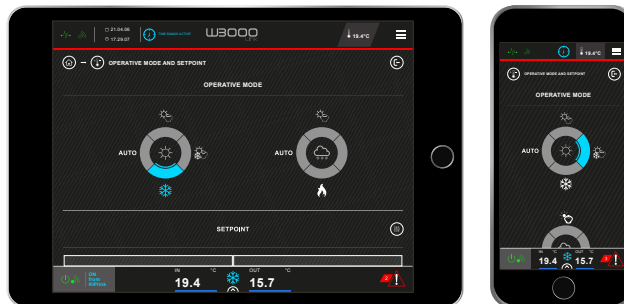 21.04.06
17.29.07
TIME BANDS ACTIVE
W3000
19.4°C
OPERATIVE MODE AND SETPOINT
OPERATIVE MODE
AUTO
AUTO
SETPOINT
ON
from
IN °C
19.4
OUT °C
15.7
19.4°C
OPERATIVE MODE AND SETPOINT
OPERATIVE MODE
AUTO
IN °C
19.4
OUT °C
15.7